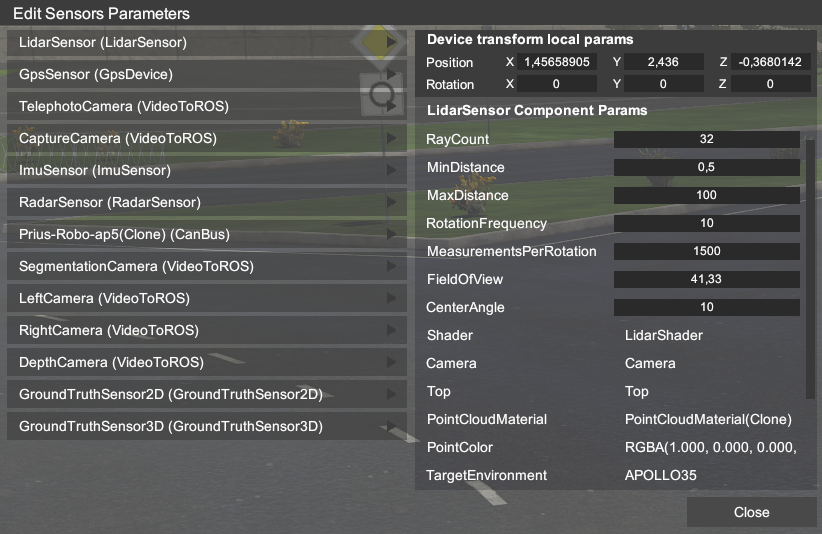 Edit Sensors Parameters
LidarSensor (LidarSensor)
GpsSensor (GpsDevice)
TelephotoCamera (VideoToROS)
CaptureCamera (VideoToROS)
ImuSensor (ImuSensor)
RadarSensor (RadarSensor)
Prius-Robo-ap5(Clone) (CanBus)
SegmentationCamera (VideoToROS)
LeftCamera (VideoToROS)
RightCamera (VideoToROS)
DepthCamera (VideoToROS)
GroundTruthSensor2D (GroundTruthSensor2D)
GroundTruthSensor3D (GroundTruthSensor3D)
Device transform local params
Position X 1,45658905 Y 2,436 Z -0,3680142
Rotation X 0 Y 0 Z 0
LidarSensor Component Params
RayCount 32
MinDistance 0,5
MaxDistance 100
RotationFrequency 10
MeasurementsPerRotation 1500
FieldOfView 41,33
CenterAngle 10
Shader LidarShader
Camera Camera
Top Top
PointCloudMaterial PointCloudMaterial(Clone)
PointColor RGBA(1.000, 0.000, 0.000,
TargetEnvironment APOLLO35
Close